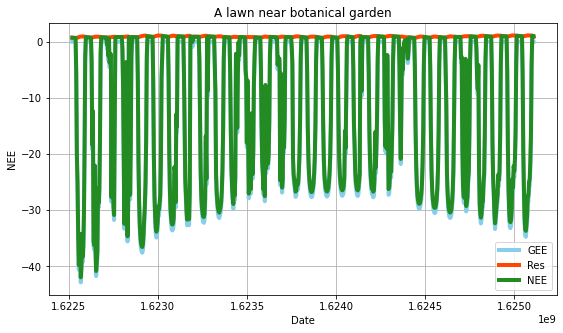 A lawn near botanical garden
NEE
0
−10
−20
−30
−40
GEE
Res
NEE
1.6225 1.6230 1.6235 1.6240 1.6245 1.6250
1e9
Date